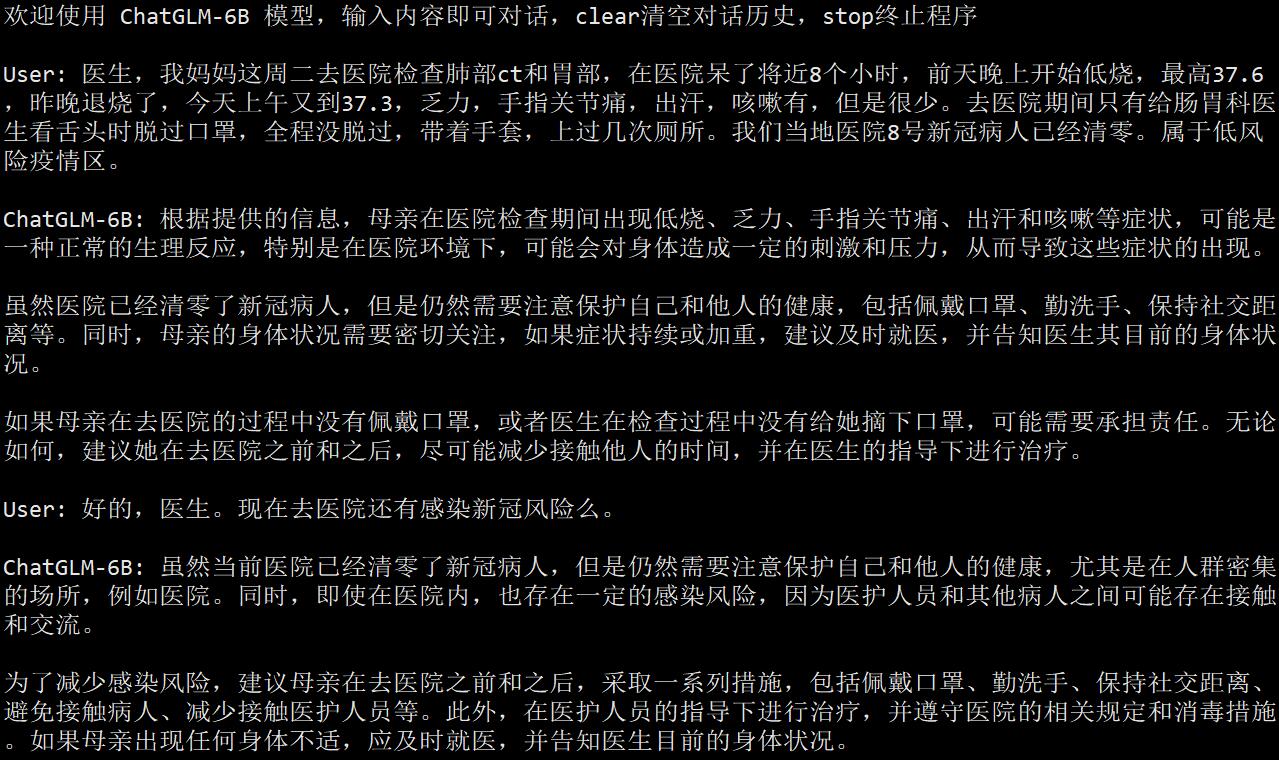 欢迎使用 ChatGLM-6B 模型，输入内容即可对话，clear清空对话历史，stop终止程序
User: 医生，我妈妈这周二去医院检查肺部ct和胃部，在医院呆了将近8个小时，前天晚上开始低烧，最高37.6
，昨晚退烧了，今天上午又到37.3，乏力，手指关节痛，出汗，咳嗽有，但是很少。去医院期间只有给肠胃科医
生看舌头时脱过口罩，全程没脱过，带着手套，上过几次厕所。我们当地医院8号新冠病人已经清零。属于低风
险疫情区。
ChatGLM-6B: 根据提供的信息，母亲在医院检查期间出现低烧、乏力、手指关节痛、出汗和咳嗽等症状，可能是
一种正常的生理反应，特别是在医院环境下，可能会对身体造成一定的刺激和压力，从而导致这些症状的出现。
虽然医院已经清零了新冠病人，但是仍然需要注意保护自己和他人的健康，包括佩戴口罩、勤洗手、保持社交距
离等。同时，母亲的身体状况需要密切关注，如果症状持续或加重，建议及时就医，并告知医生其目前的身体状
况。
如果母亲在去医院的过程中没有佩戴口罩，或者医生在检查过程中没有给她摘下口罩，可能需要承担责任。无论
如何，建议她在去医院之前和之后，尽可能减少接触他人的时间，并在医生的指导下进行治疗。
User: 好的，医生。现在去医院还有感染新冠风险么。
ChatGLM-6B: 虽然当前医院已经清零了新冠病人，但是仍然需要注意保护自己和他人的健康，尤其是在人群密集
的场所，例如医院。同时，即使在医院内，也存在一定的感染风险，因为医护人员和其他病人之间可能存在接触
和交流。
为了减少感染风险，建议母亲在去医院之前和之后，采取一系列措施，包括佩戴口罩、勤洗手、保持社交距离、
避免接触病人、减少接触医护人员等。此外，在医护人员的指导下进行治疗，并遵守医院的相关规定和消毒措施
。如果母亲出现任何身体不适，应及时就医，并告知医生目前的身体状况。